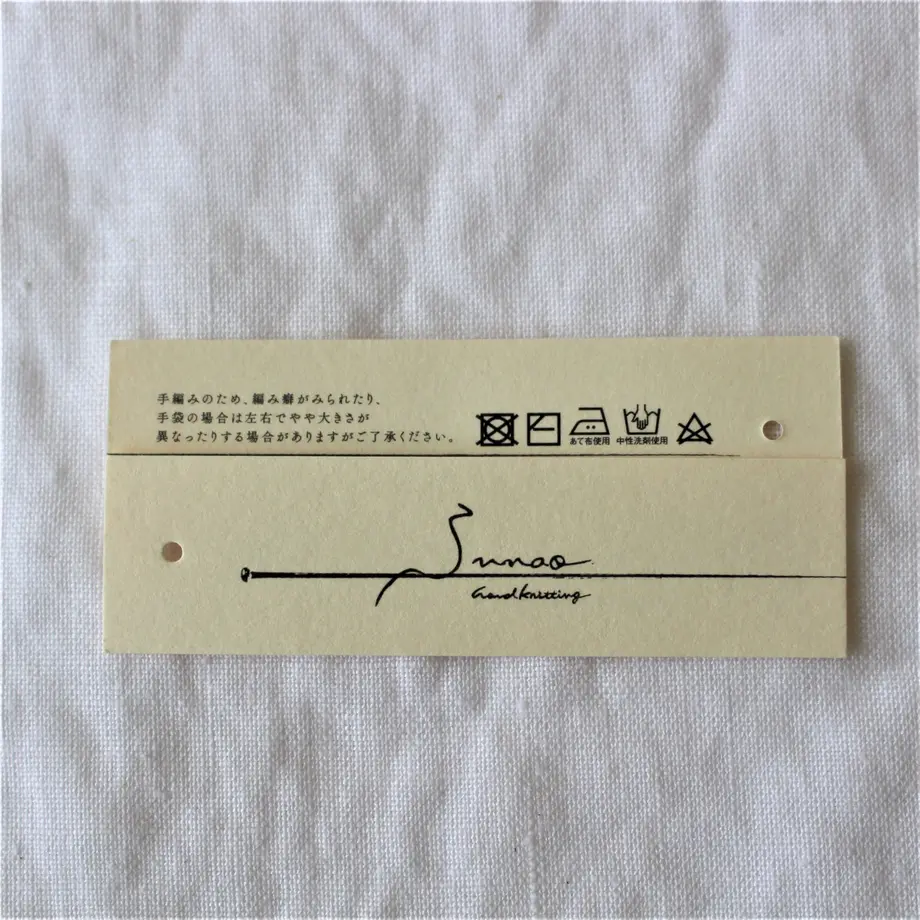 手編みのため、編み癖がみられたり、
手袋の場合は左右でやや大きさが
異なったりする場合がありますがご了承ください。
あて布使用 中性洗剤使用
Sunao
handknitting